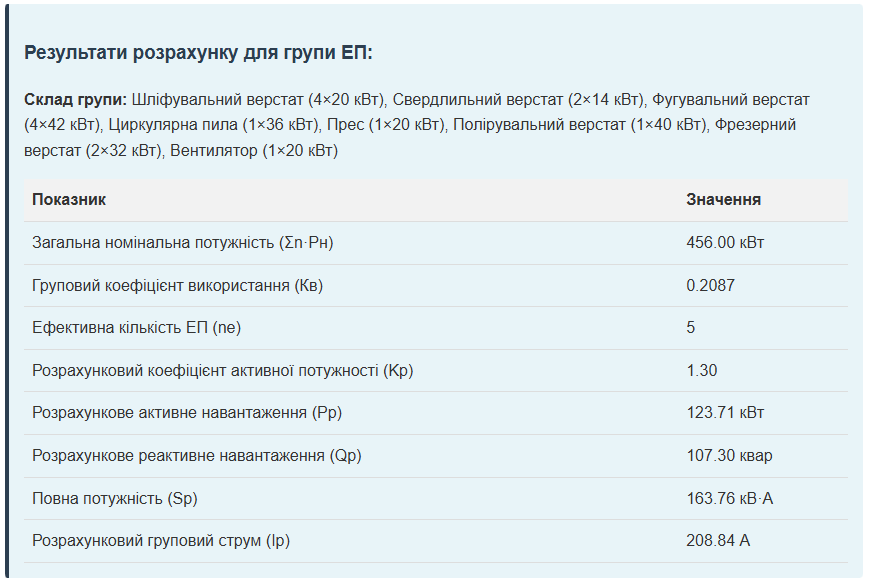 Результати розрахунку для групи ЕП:
Склад групи: Шліфувальний верстат (4×20 кВт), Свердлильний верстат (2×14 кВт), Фугувальний верстат
(4×42 кВт), Циркулярна пила (1×36 кВт), Прес (1×20 кВт), Полірувальний верстат (1×40 кВт), Фрезерний
верстат (2×32 кВт), Вентилятор (1×20 кВт)
Показник Значення
Загальна номінальна потужність (Σn·Pн) 456.00 кВт
Груповий коефіцієнт використання (Кв) 0.2087
Ефективна кількість ЕП (ne) 5
Розрахунковий коефіцієнт активної потужності (Kр) 1.30
Розрахункове активне навантаження (Pр) 123.71 кВт
Розрахункове реактивне навантаження (Qр) 107.30 квар
Повна потужність (Sp) 163.76 кВ·А
Розрахунковий груповий струм (Iр) 208.84 А